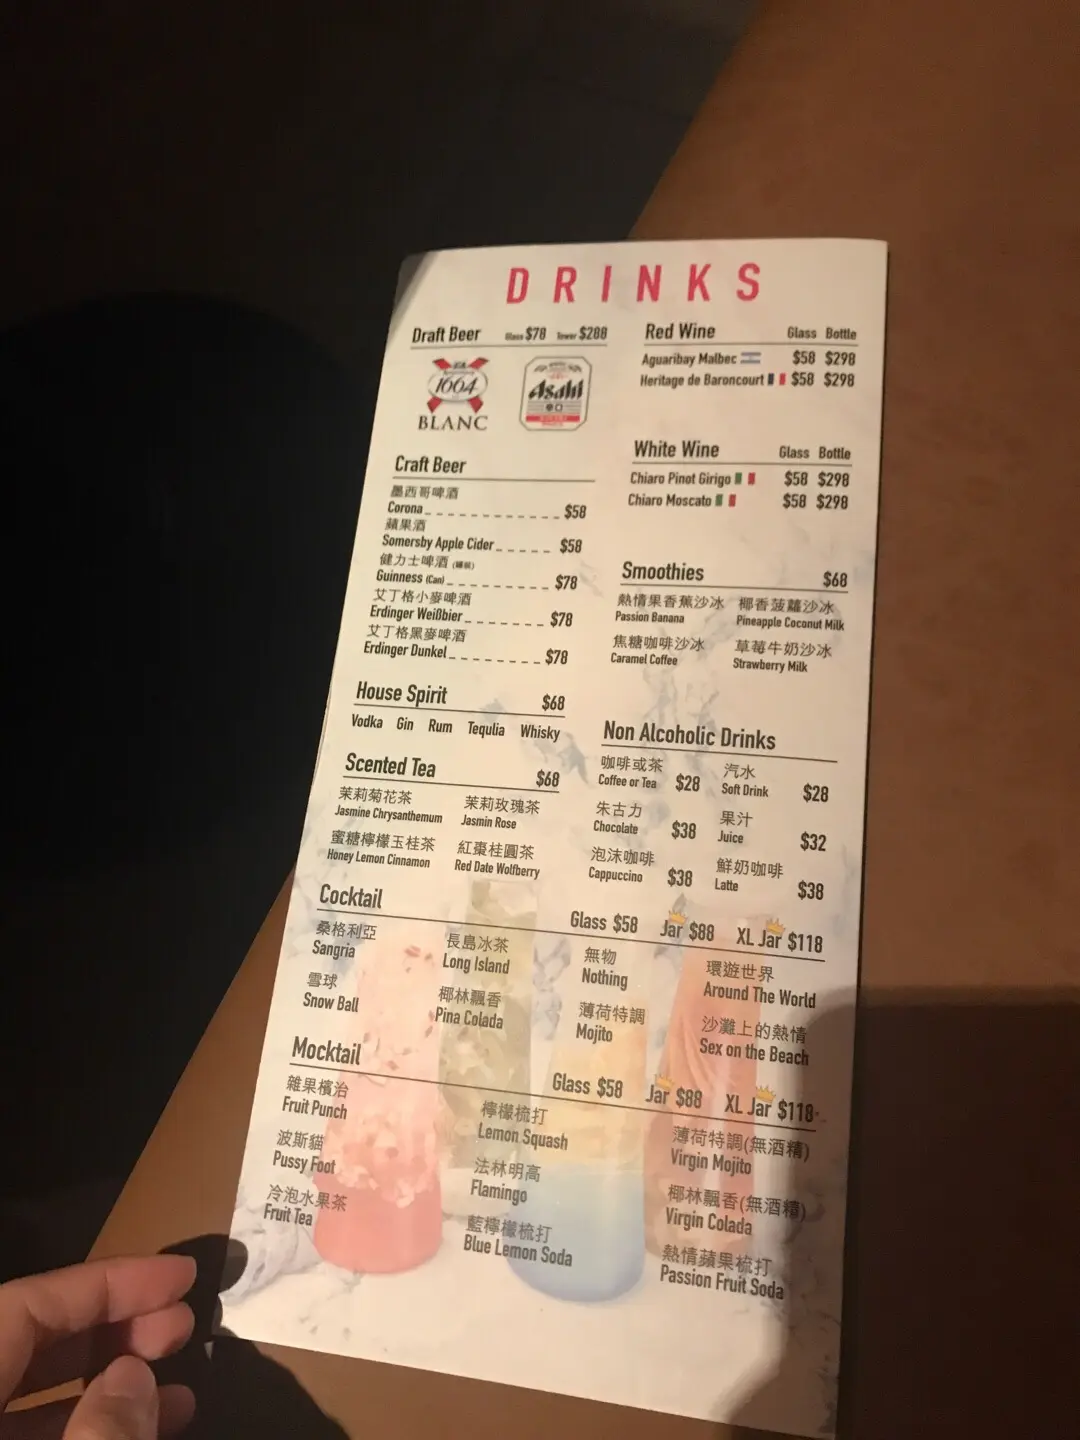 DRINKS
Draft Beer Glass $78 Tower $288
1664
BLANC
Asahi
Craft Beer
墨西哥啤酒
Corona $58
蘋果酒
Somersby Apple Cider $58
健力士啤酒 (罐裝)
Guinness (Can) $78
艾丁格小麥啤酒
Erdinger Weißbier $78
艾丁格黑麥啤酒
Erdinger Dunkel $78
House Spirit $68
Vodka Gin Rum Tequlia Whisky
Scented Tea $68
茉莉菊花茶 茉莉玫瑰茶
Jasmine Chrysanthemum Jasmin Rose
蜜糖檸檬玉桂茶 紅棗桂圓茶
Honey Lemon Cinnamon Red Date Wolfberry
Red Wine Glass Bottle
Aguaribay Malbec $58 $298
Heritage de Baroncourt $58 $298
White Wine Glass Bottle
Chiaro Pinot Girigo $58 $298
Chiaro Moscato $58 $298
Smoothies $68
熱情果香蕉沙冰 椰香菠蘿沙冰
Passion Banana Pineapple Coconut Milk
焦糖咖啡沙冰 草莓牛奶沙冰
Caramel Coffee Strawberry Milk
Non Alcoholic Drinks
咖啡或茶 汽水
Coffee or Tea $28 Soft Drink $28
朱古力 果汁
Chocolate $38 Juice $32
泡沫咖啡 鮮奶咖啡
Cappuccino $38 Latte $38
Cocktail Glass $58 Jar $88 XL Jar $118
桑格利亞 長島冰茶 無物 環遊世界
Sangria Long Island Nothing Around The World
雪球 椰林飄香 薄荷特調 沙灘上的熱情
Snow Ball Pina Colada Mojito Sex on the Beach
Mocktail Glass $58 Jar $88 XL Jar $118
雜果檳治 檸檬梳打 薄荷特調(無酒精)
Fruit Punch Lemon Squash Virgin Mojito
波斯貓 法林明高 椰林飄香(無酒精)
Pussy Foot Flamingo Virgin Colada
冷泡水果茶 藍檸檬梳打 熱情蘋果梳打
Fruit Tea Blue Lemon Soda Passion Fruit Soda